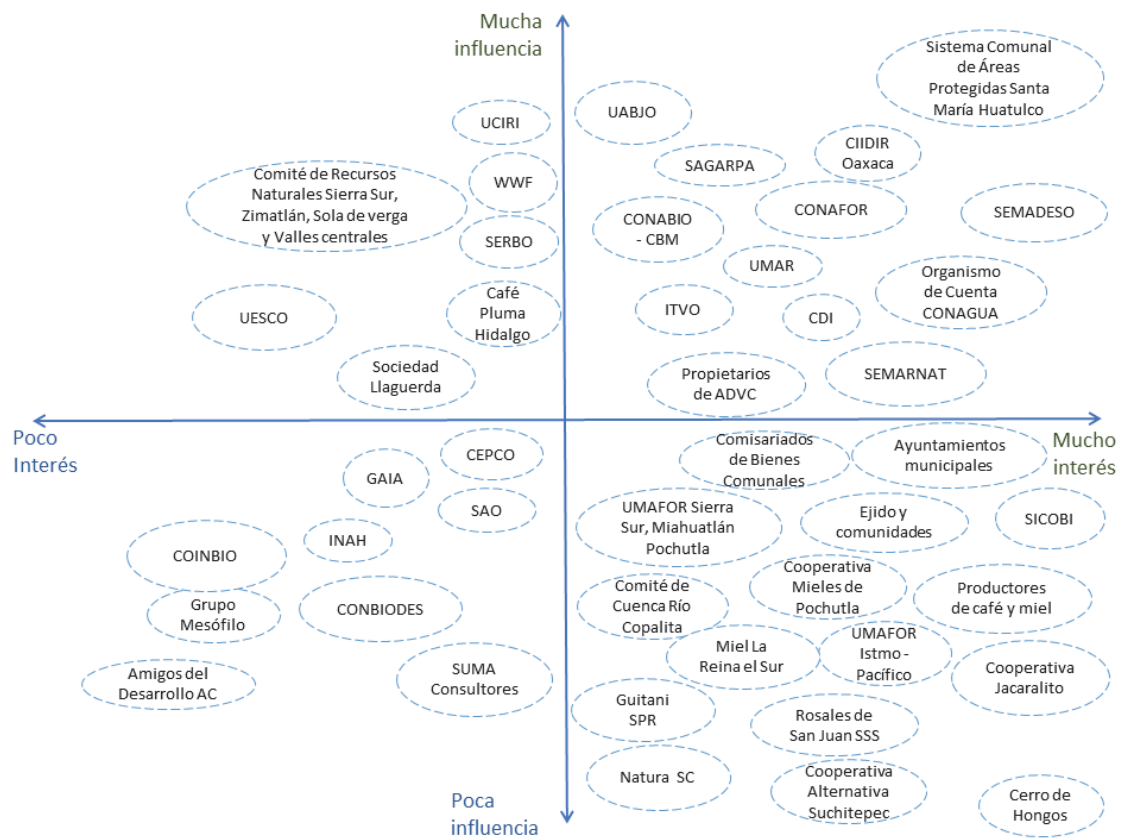 Mucha
influencia
Sistema Comunal
de Áreas
Protegidas Santa
María Huatulco
UCIRI
UABJO
CIIDIR
Oaxaca
SAGARPA
Comité de Recursos
Naturales Sierra Sur,
Zimatlán, Sola de verga
y Valles centrales
WWF
CONABIO
- CBM
CONAFOR
SEMADESO
SERBO
UMAR
Organismo
de Cuenta
CONAGUA
UESCO
Café
Pluma
Hidalgo
ITVO
CDI
Sociedad
Llaguerda
Propietarios
de ADVC
SEMARNAT
Poco
Interés
Mucho
interés
CEPCO
GAIA
SAO
INAH
COINBIO
Grupo
Mesófilo
CONBIODES
Amigos del
Desarrollo AC
SUMA
Consultores
Comisariados
de Bienes
Comunales
Ayuntamientos
municipales
UMAFOR Sierra
Sur, Miahuatlán
Pochutla
Ejido y
comunidades
SICOBI
Comité de
Cuenca Río
Copalita
Cooperativa
Mieles de
Pochutla
Productores
de café y miel
Miel La
Reina el Sur
UMAFOR
Istmo -
Pacífico
Cooperativa
Jacaralito
Guitani
SPR
Rosales de
San Juan SSS
Natura SC
Cooperativa
Alternativa
Suchitepec
Cerro de
Hongos
Poca
influencia